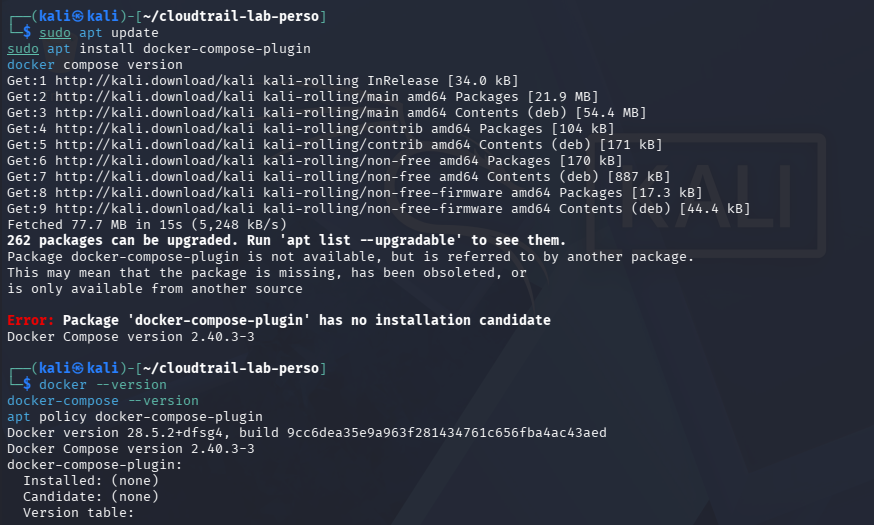 ┌──(kali㉿kali)-[~/cloudtrail-lab-perso]
└─$ sudo apt update
sudo apt install docker-compose-plugin
docker compose version
Get:1 http://kali.download/kali kali-rolling InRelease [34.0 kB]
Get:2 http://kali.download/kali kali-rolling/main amd64 Packages [21.9 MB]
Get:3 http://kali.download/kali kali-rolling/main amd64 Contents (deb) [54.4 MB]
Get:4 http://kali.download/kali kali-rolling/contrib amd64 Packages [104 kB]
Get:5 http://kali.download/kali kali-rolling/contrib amd64 Contents (deb) [171 kB]
Get:6 http://kali.download/kali kali-rolling/non-free amd64 Packages [170 kB]
Get:7 http://kali.download/kali kali-rolling/non-free amd64 Contents (deb) [887 kB]
Get:8 http://kali.download/kali kali-rolling/non-free-firmware amd64 Packages [17.3 kB]
Get:9 http://kali.download/kali kali-rolling/non-free-firmware amd64 Contents (deb) [44.4 kB]
Fetched 77.7 MB in 15s (5,248 kB/s)
262 packages can be upgraded. Run 'apt list --upgradable' to see them.
Package docker-compose-plugin is not available, but is referred to by another package.
This may mean that the package is missing, has been obsoleted, or
is only available from another source

Error: Package 'docker-compose-plugin' has no installation candidate
Docker Compose version 2.40.3-3

┌──(kali㉿kali)-[~/cloudtrail-lab-perso]
└─$ docker --version
docker-compose --version
apt policy docker-compose-plugin
Docker version 28.5.2+dfsg4, build 9cc6dea35e9a963f281434761c656fba4ac43aed
Docker Compose version 2.40.3-3
docker-compose-plugin:
  Installed: (none)
  Candidate: (none)
  Version table:
KALI